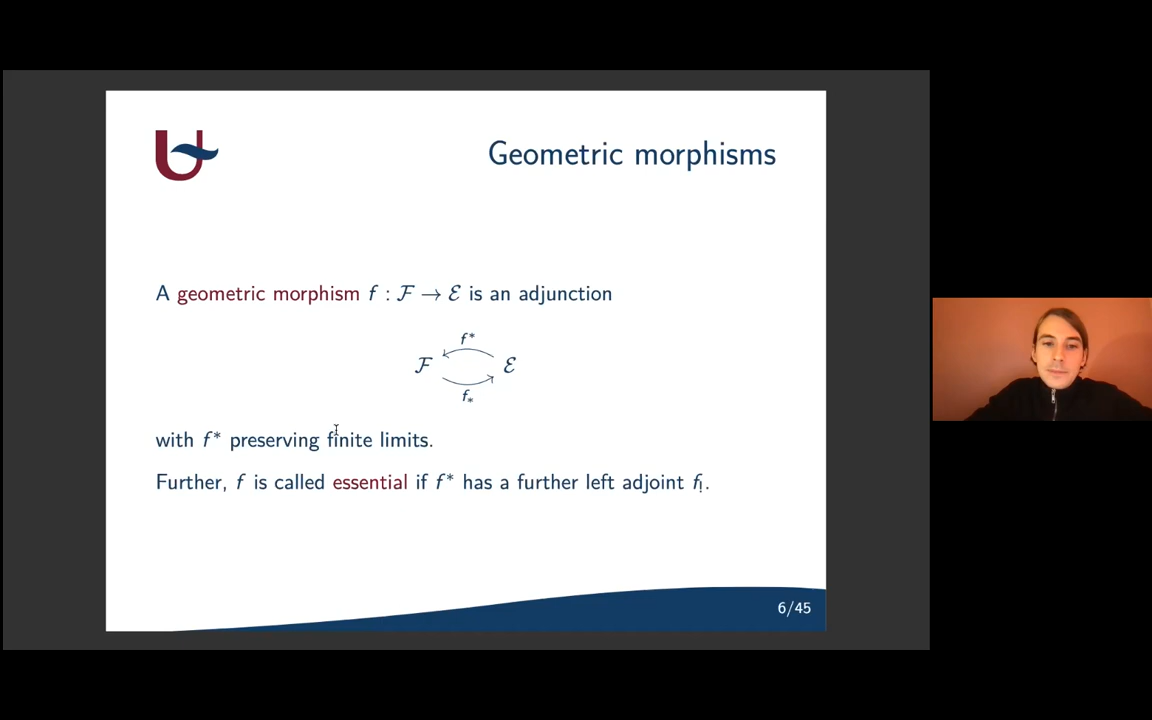 Geometric morphisms
A geometric morphism f : ℱ → ℰ is an adjunction
f*
ℱ ℰ
f₊
with f* preserving finite limits.
Further, f is called essential if f* has a further left adjoint f!.
6/45